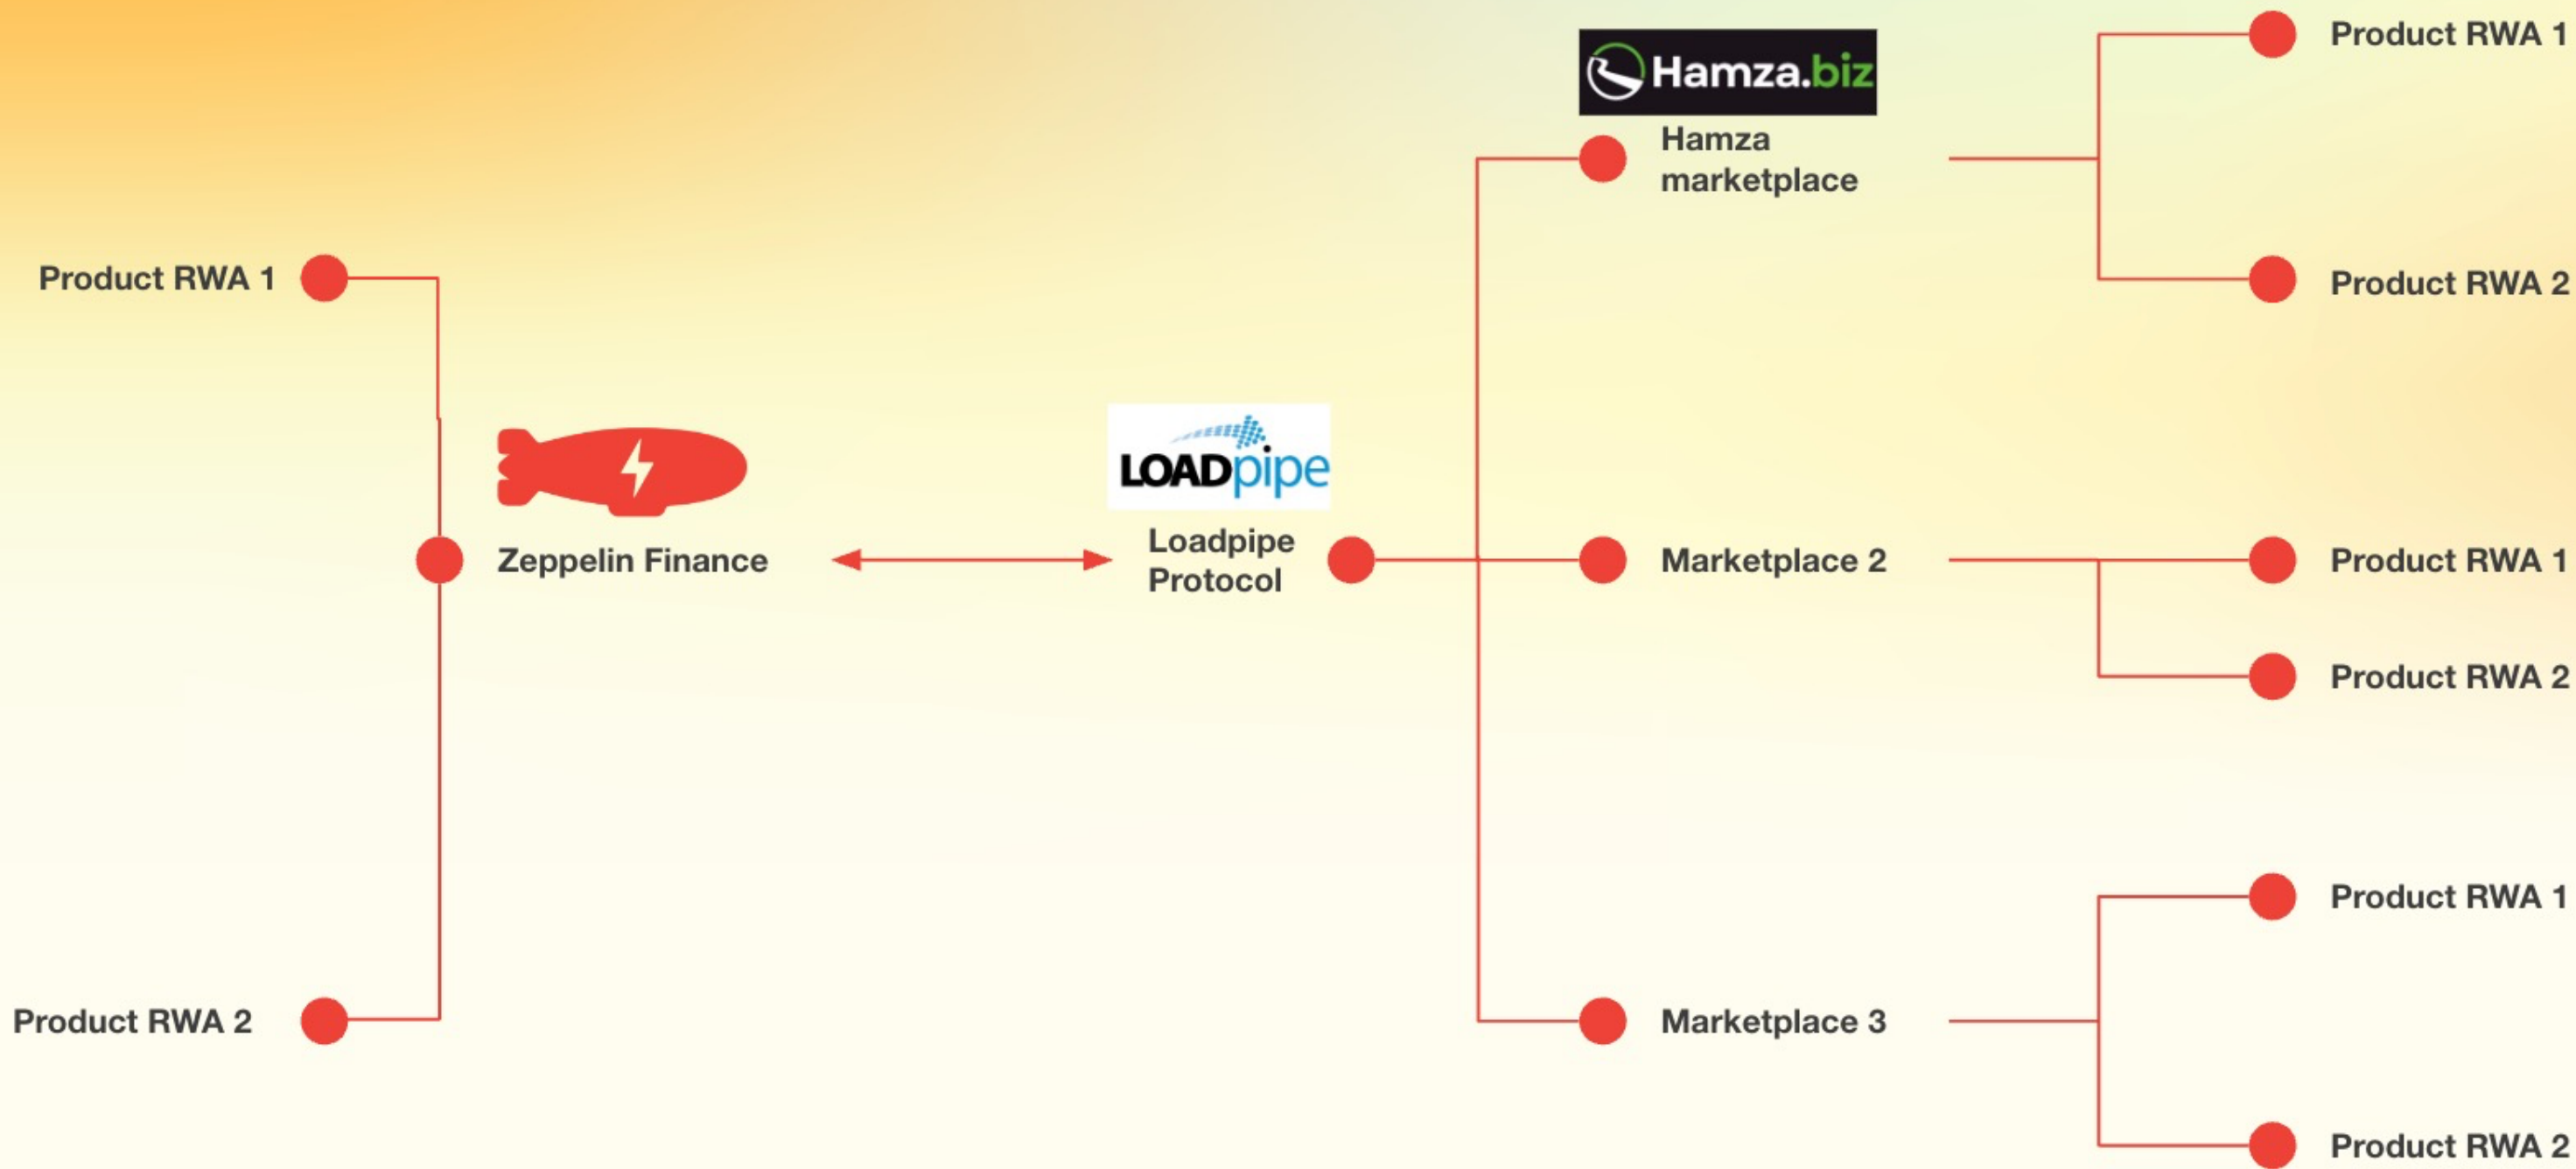 Product RWA 1
Product RWA 2
Zeppelin Finance
LOADpipe
Loadpipe
Protocol
Hamza.biz
Hamza
marketplace
Product RWA 1
Product RWA 2
Marketplace 2
Product RWA 1
Product RWA 2
Marketplace 3
Product RWA 1
Product RWA 2